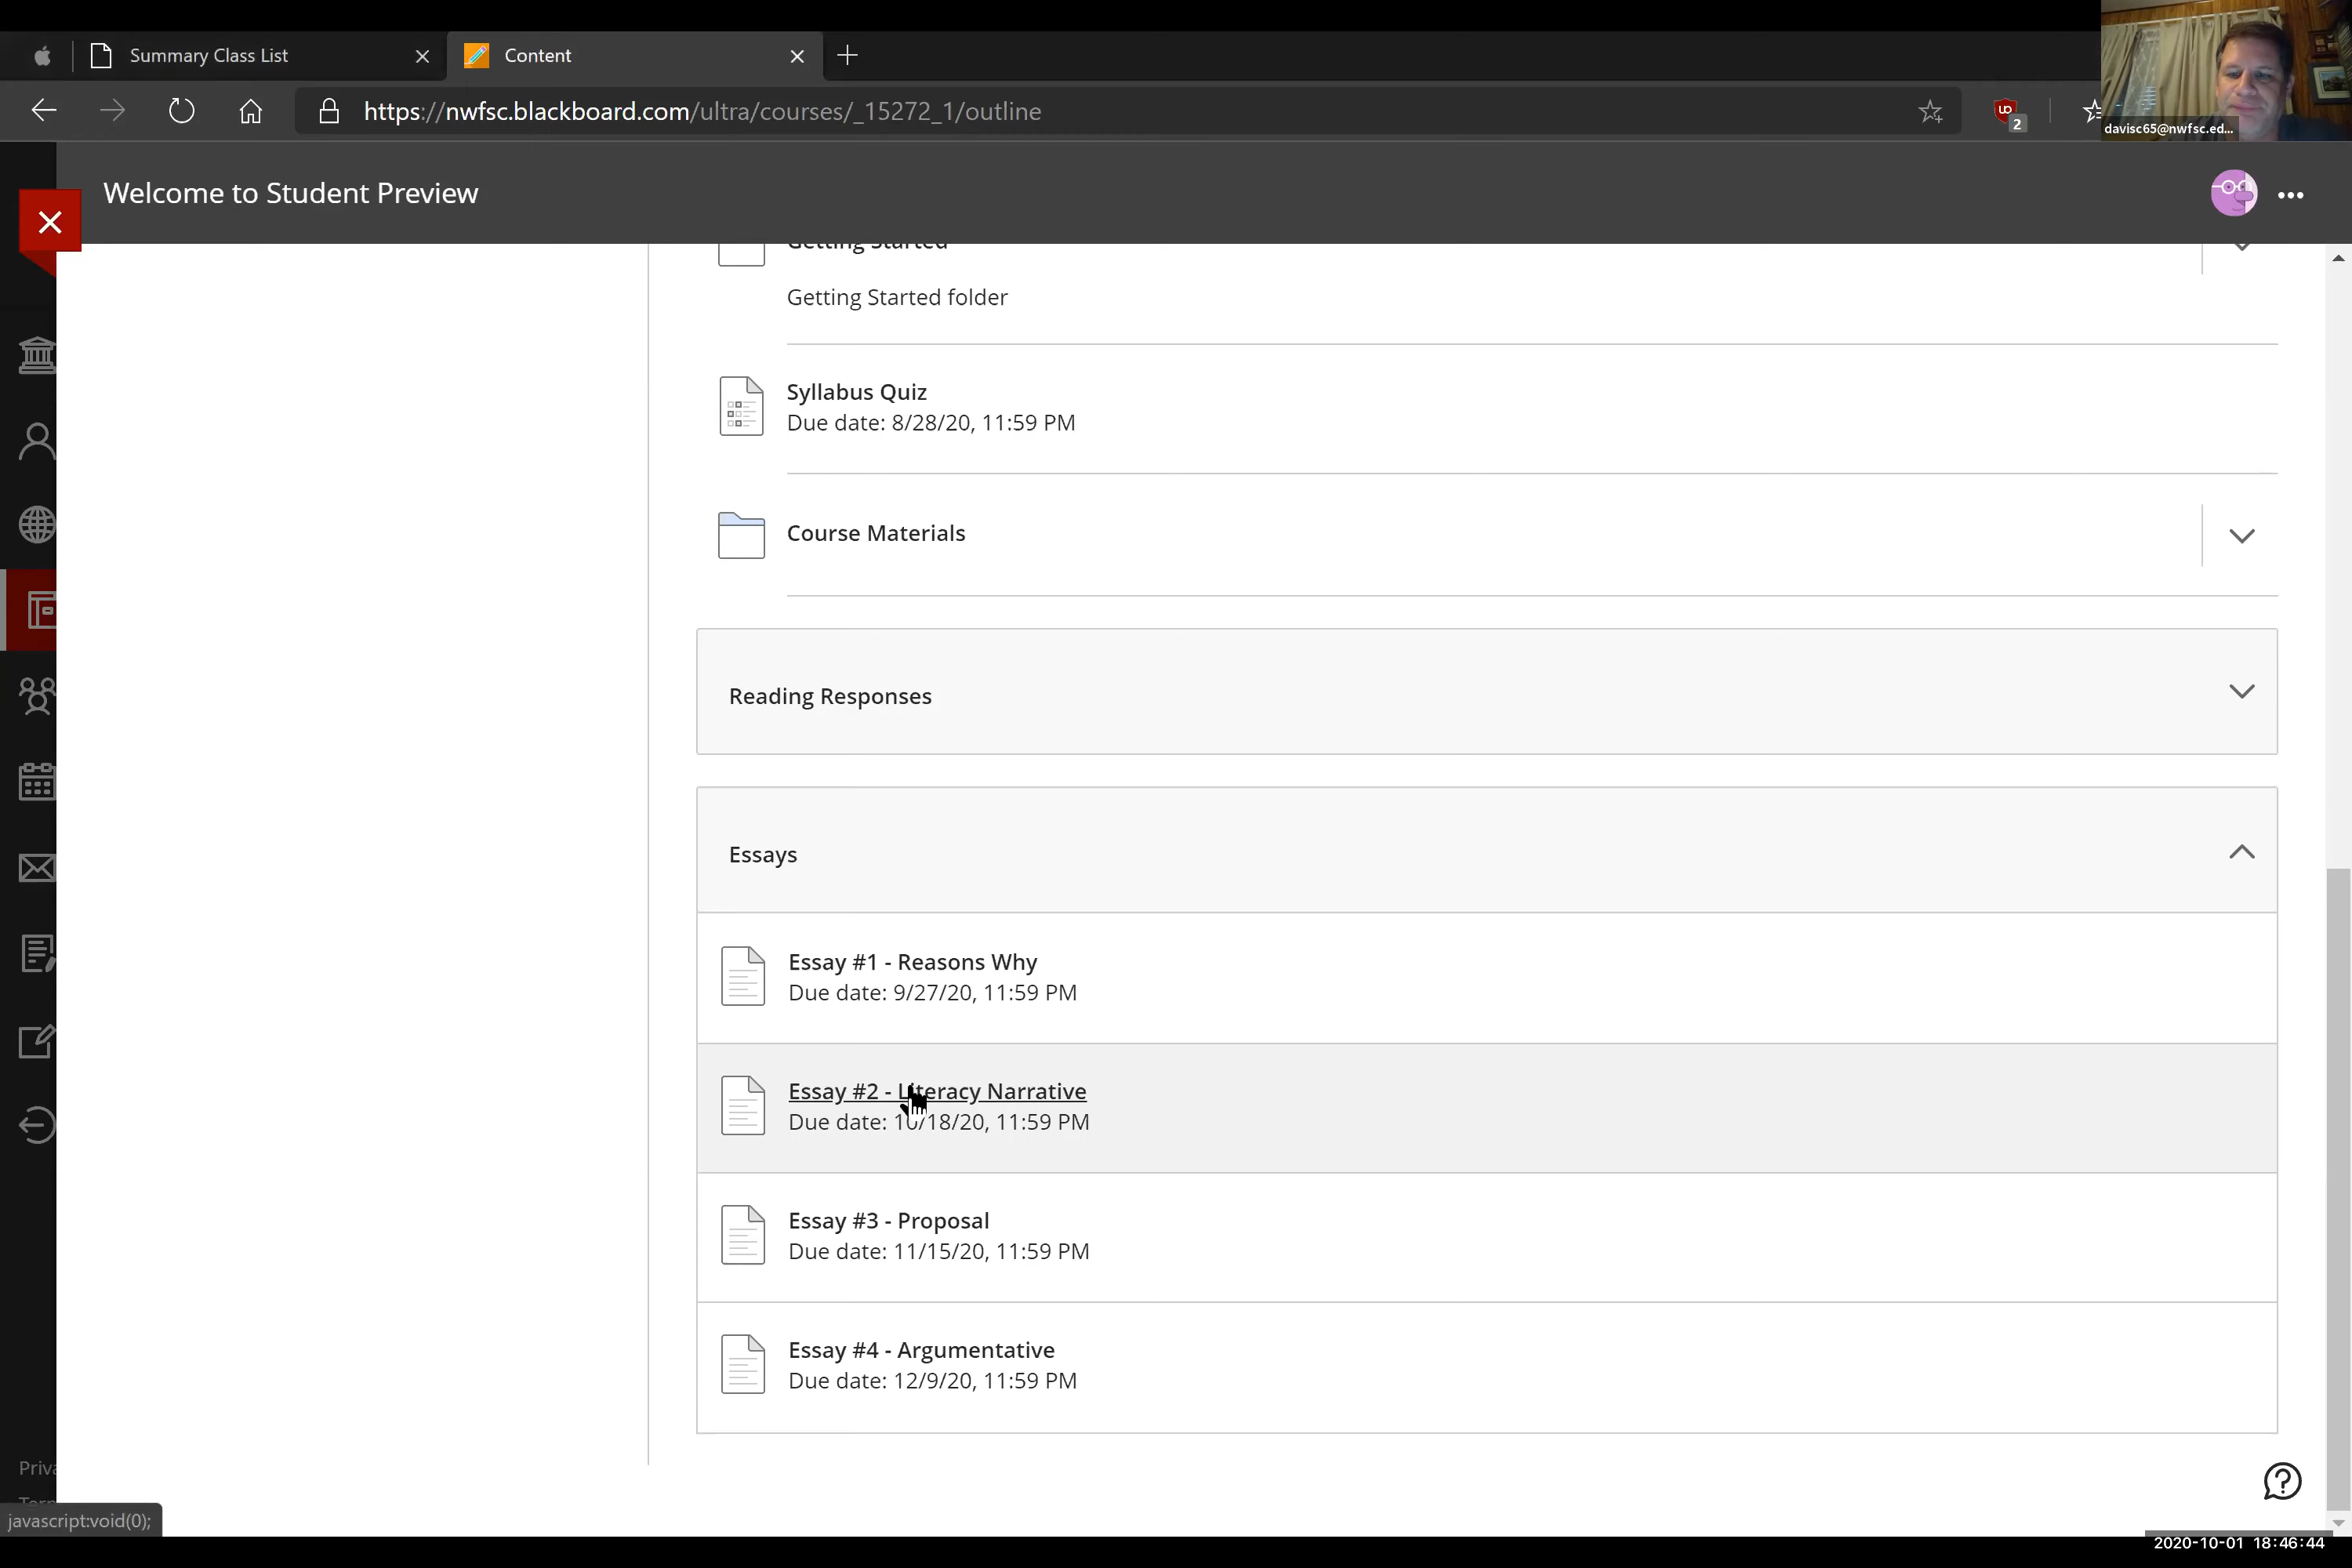 Summary Class List
Content
https://nwfsc.blackboard.com/ultra/courses/_15272_1/outline
2
davisc65@nwfsc.ed...
Welcome to Student Preview
Getting Started
Getting Started folder
Syllabus Quiz
Due date: 8/28/20, 11:59 PM
Course Materials
Reading Responses
Essays
Essay #1 - Reasons Why
Due date: 9/27/20, 11:59 PM
Essay #2 - Literacy Narrative
Due date: 10/18/20, 11:59 PM
Essay #3 - Proposal
Due date: 11/15/20, 11:59 PM
Essay #4 - Argumentative
Due date: 12/9/20, 11:59 PM
Priva
javascript:void(0);
2020-10-01 18:46:44